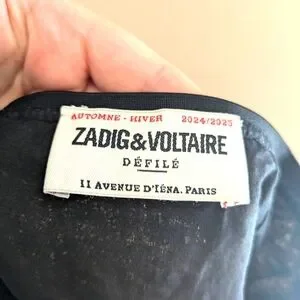 AUTOMNE - HIVER 2024/2025
ZADIG&VOLTAIRE
DÉFILÉ
11 AVENUE D'IÉNA. PARIS